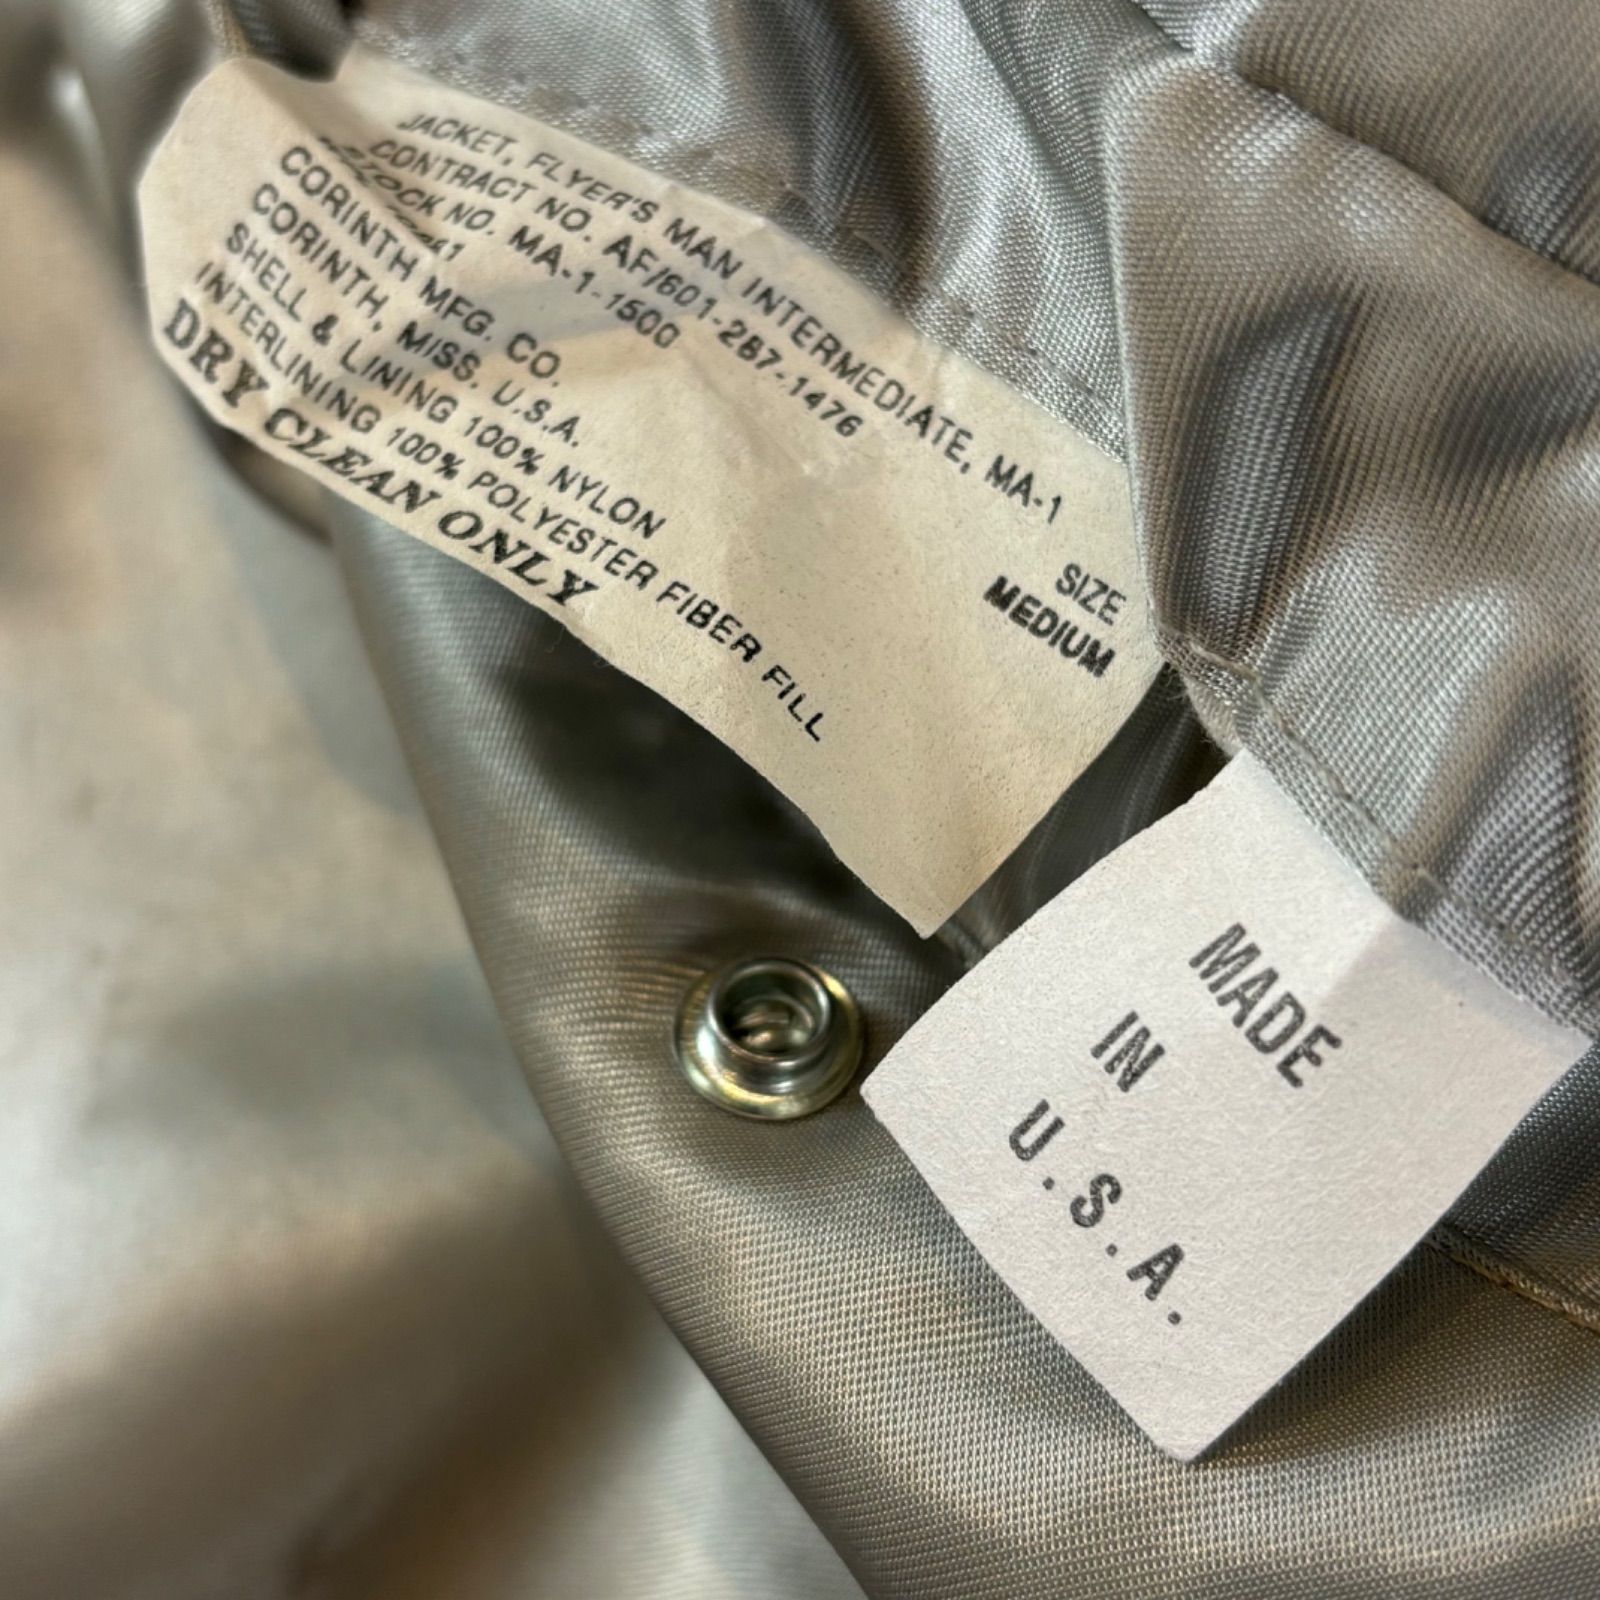 JACKET, FLYER'S MAN INTERMEDIATE, MA-1
CONTRACT NO. AF/601-287-1476
STOCK NO. MA-1-1500
CORINTH MFG. CO.
CORINTH, MISS. U.S.A.
SHELL & LINING 100% NYLON
INTERLINING 100% POLYESTER FIBER FILL
DRY CLEAN ONLY
SIZE
MEDIUM
MADE
IN
U.S.A.